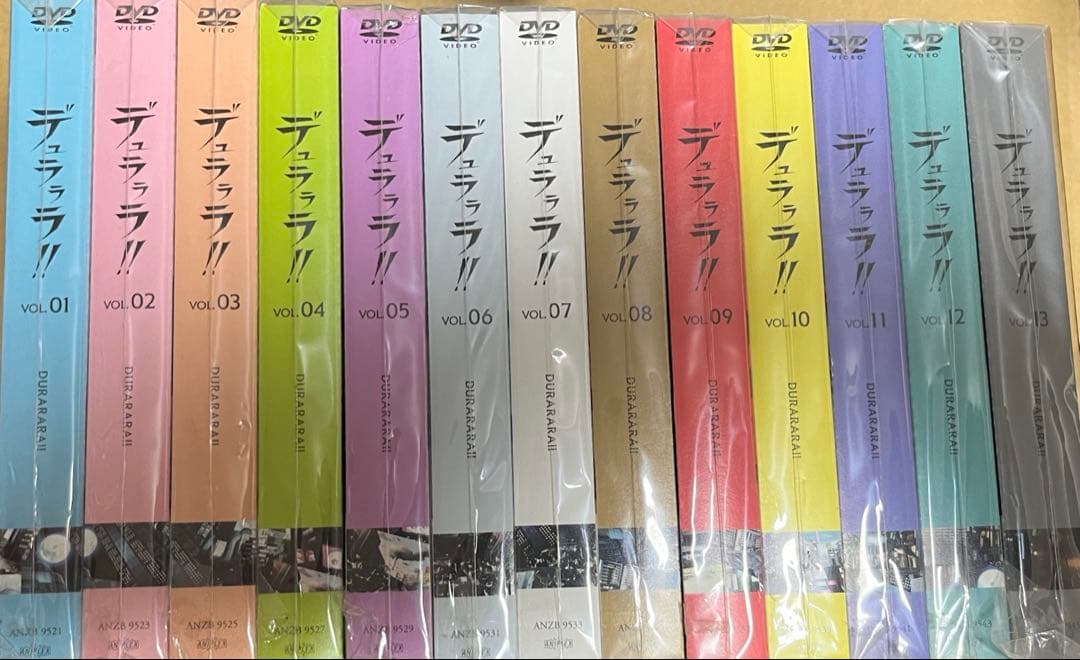 DVD
VIDEO
デュラララ!!
VOL.01
DURARARA!!
ANZB 9521
DVD
VIDEO
デュラララ!!
VOL.02
DURARARA!!
ANZB 9523
ANIPLEX
DVD
VIDEO
デュラララ!!
VOL.03
DURARARA!!
ANZB 9525
ANIPLEX
DVD
VIDEO
デュラララ!!
VOL.04
DURARARA!!
ANZB 9527
ANIPLEX
DVD
VIDEO
デュラララ!!
VOL.05
DURARARA!!
ANZB 9529
ANIPLEX
DVD
VIDEO
デュラララ!!
VOL.06
DURARARA!!
ANZB 9531
ANIPLEX
DVD
VIDEO
デュラララ!!
VOL.07
DURARARA!!
ANZB 9533
ANIPLEX
DVD
VIDEO
デュラララ!!
VOL.08
DURARARA!!
DVD
VIDEO
デュラララ!!
VOL.09
DURARARA!!
DVD
VIDEO
デュラララ!!
VOL.10
DURARARA!!
DVD
VIDEO
デュラララ!!
VOL.11
DURARARA!!
DVD
VIDEO
デュラララ!!
VOL.12
DURARARA!!
DVD
VIDEO
デュラララ!!
VOL.13
DURARARA!!